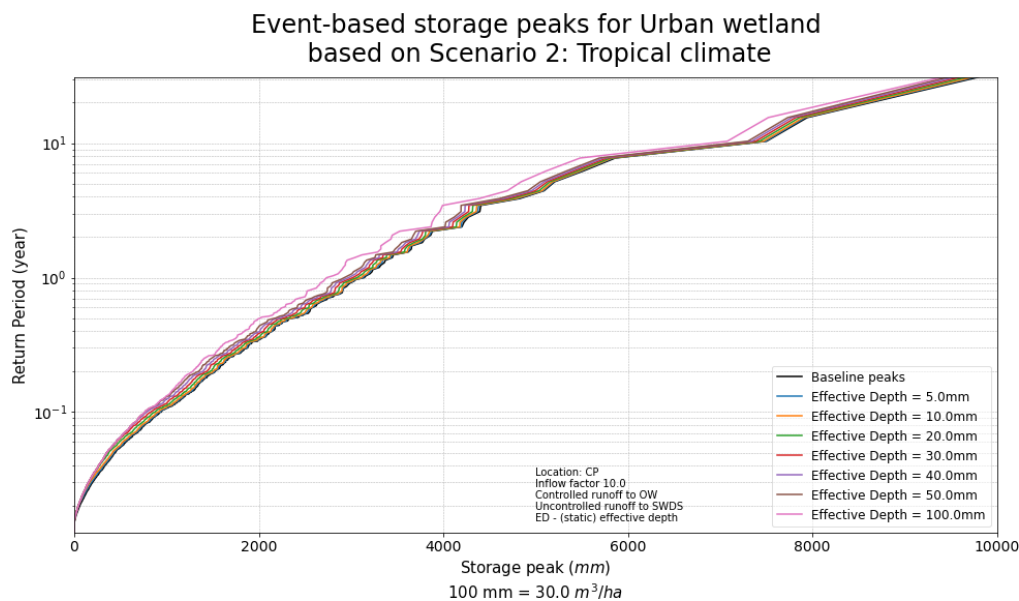 Event-based storage peaks for Urban wetland
based on Scenario 2: Tropical climate
Return Period (year)
10¹
10⁰
10⁻¹
Baseline peaks
Effective Depth = 5.0mm
Effective Depth = 10.0mm
Effective Depth = 20.0mm
Effective Depth = 30.0mm
Effective Depth = 40.0mm
Effective Depth = 50.0mm
Effective Depth = 100.0mm
Location: CP
Inflow factor 10.0
Controlled runoff to OW
Uncontrolled runoff to SWDS
ED - (static) effective depth
0 2000 4000 6000 8000 10000
Storage peak (mm)
100 mm = 30.0 m³/ha